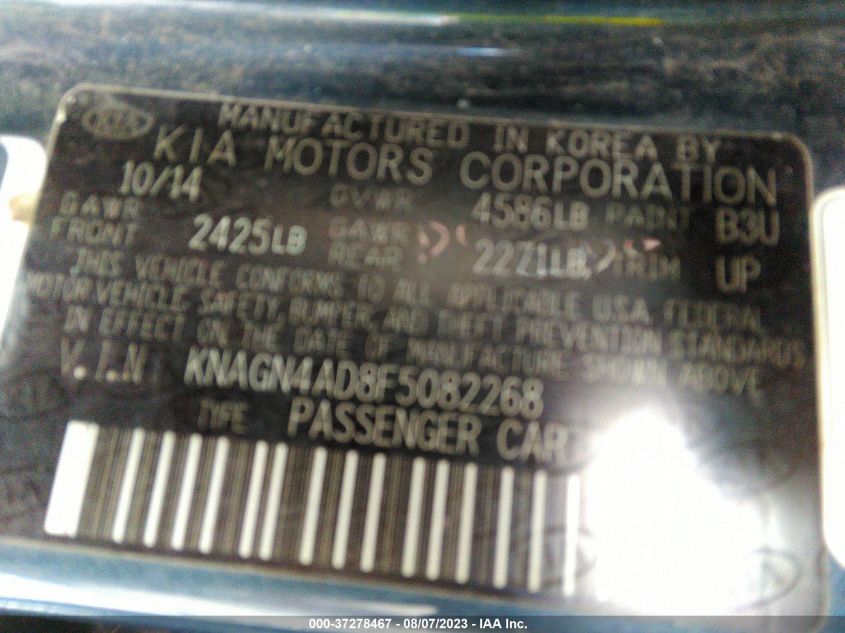 KIA
MANUFACTURED IN KOREA BY
KIA MOTORS CORPORATION
10/14 GVWR 4586LB PAINT B3U
GAWR FRONT 2425LB GAWR REAR 2271LB TRIM UP
THIS VEHICLE CONFORMS TO ALL APPLICABLE U.S.A. FEDERAL
MOTOR VEHICLE SAFETY, BUMPER, AND THEFT PREVENTION STANDARDS
IN EFFECT ON THE DATE OF MANUFACTURE SHOWN ABOVE.
V.I.N KNAGN4AD8F5082268
TYPE PASSENGER CAR
000-37278467 - 08/07/2023 - IAA Inc.